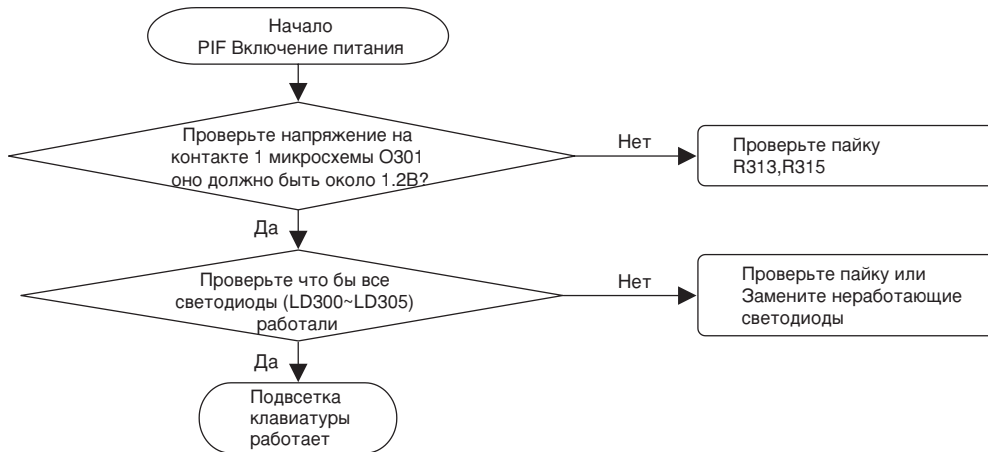 Начало
PIF Включение питания
Проверьте напряжение на
контакте 1 микросхемы O301
оно должно быть около 1.2В?
Нет
Проверьте пайку
R313,R315
Да
Проверьте что бы все
светодиоды (LD300~LD305)
работали
Нет
Проверьте пайку или
Замените неработающие
светодиоды
Да
Подвсетка
клавиатуры
работает